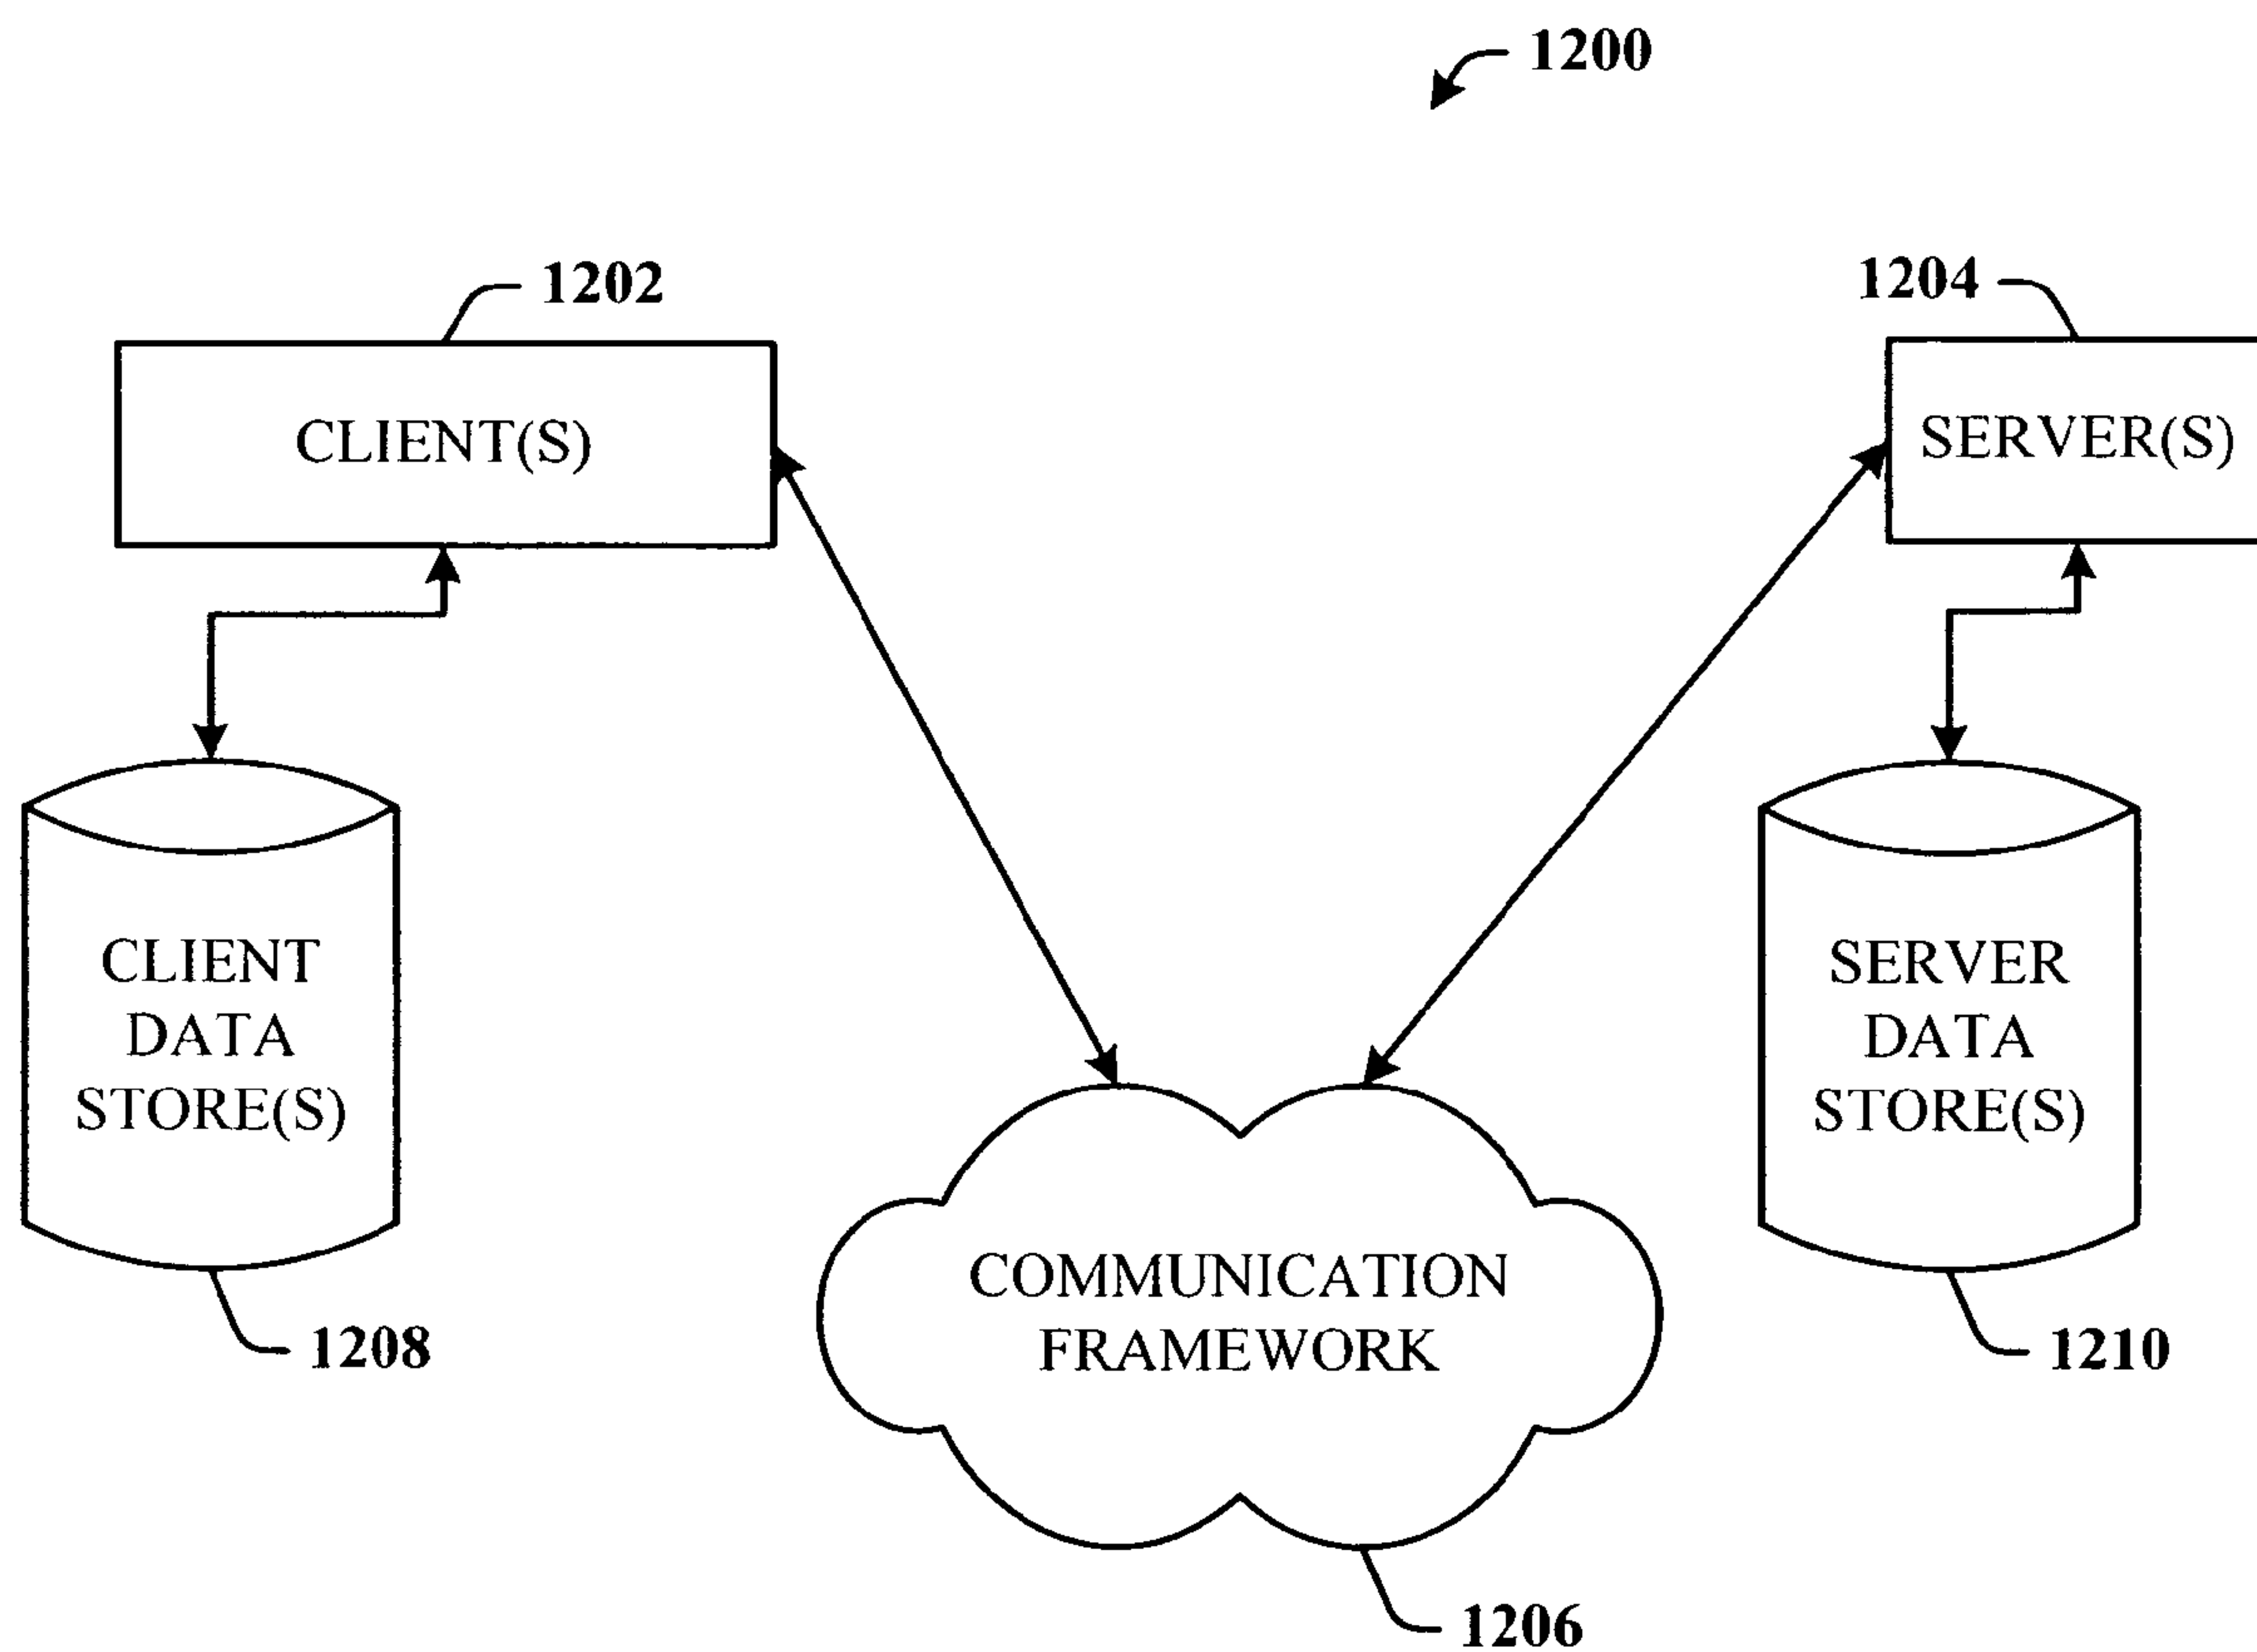 1200
1202
1204
CLIENT(S)
SERVER(S)
CLIENT
DATA
STORE(S)
SERVER
DATA
STORE(S)
COMMUNICATION
FRAMEWORK
1208
1210
1206